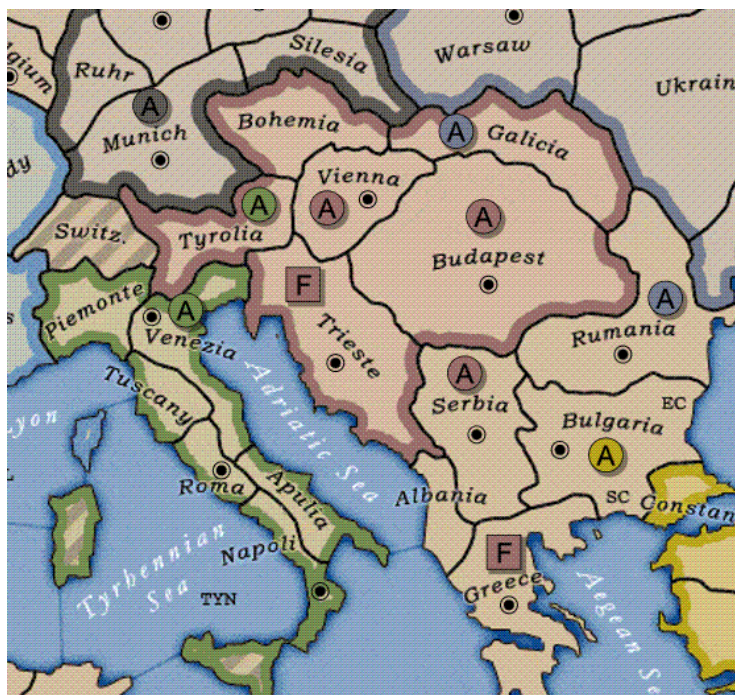 Silesia
Warsaw
Ruhr
Ukrain
A
Munich
Bohemia
A
Galicia
Vienna
A
A
A
Switz.
Tyrolia
Budapest
F
Piemonte
A
A
Venezia
Rumania
Trieste
A
Tuscany
Adriatic Sea
Serbia
EC
Bulgaria
A
Lyon
Roma
Apulia
Albania
SC
Constan
Napoli
F
Tyrhennian
Sea
TYN
Greece
Aegean Se